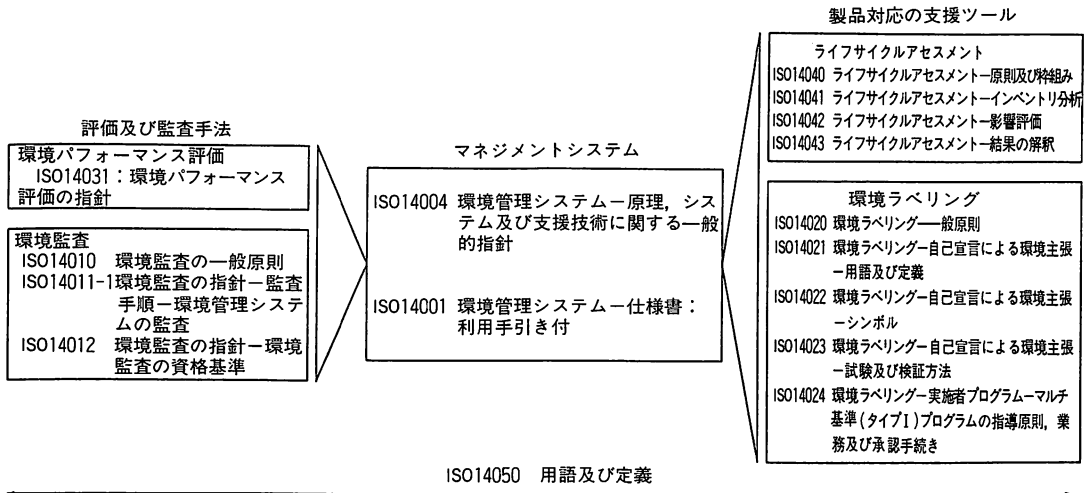 評価及び監査手法
環境パフォーマンス評価
ISO14031:環境パフォーマンス
評価の指針
環境監査
ISO14010 環境監査の一般原則
ISO14011-1環境監査の指針ー監査
手順ー環境管理システ
ムの監査
ISO14012 環境監査の指針ー環境
監査の資格基準
マネジメントシステム
ISO14004 環境管理システムー原理,シス
テム及び支援技術に関する一般
的指針
ISO14001 環境管理システムー仕様書:
利用手引き付
製品対応の支援ツール
ライフサイクルアセスメント
ISO14040 ライフサイクルアセスメントー原則及び枠組み
ISO14041 ライフサイクルアセスメントーインベントリ分析
ISO14042 ライフサイクルアセスメントー影響評価
ISO14043 ライフサイクルアセスメントー結果の解釈
環境ラベリング
ISO14020 環境ラベリング―一般原則
ISO14021 環境ラベリングー自己宣言による環境主張
ー用語及び定義
ISO14022 環境ラベリングー自己宣言による環境主張
ーシンボル
ISO14023 環境ラベリングー自己宣言による環境主張
ー試験及び検証方法
ISO14024 環境ラベリングー実施者プログラムーマルチ
基準(タイプI)プログラムの指導原則,業
務及び承認手続き
ISO14050 用語及び定義